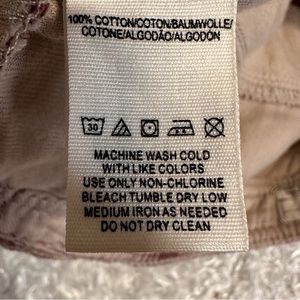 100% COTTON/COTON/BAUMWOLLE/
COTONE/ALGODÃO/ALGODÓN
30
MACHINE WASH COLD
WITH LIKE COLORS
USE ONLY NON-CHLORINE
BLEACH TUMBLE DRY LOW
MEDIUM IRON AS NEEDED
DO NOT DRY CLEAN